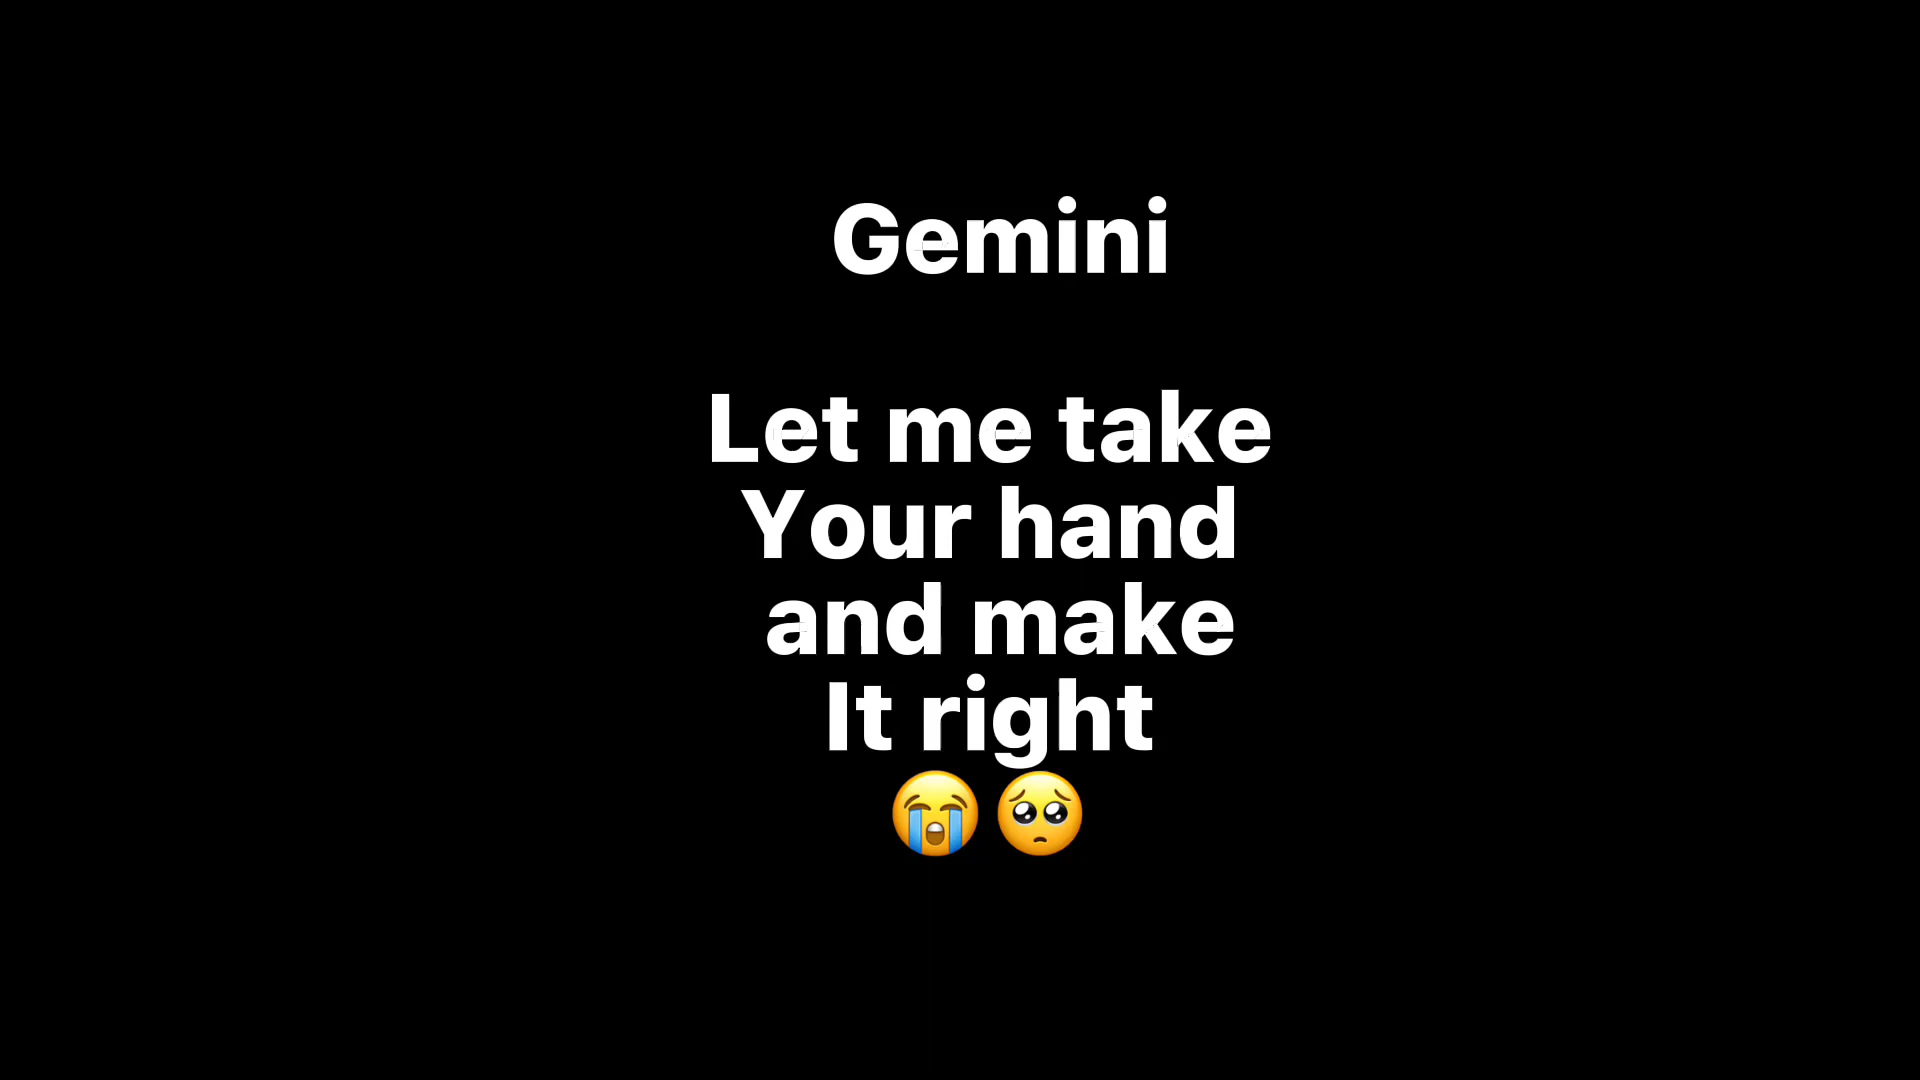 Gemini
Let me take
Your hand
and make
It right
😭🥺